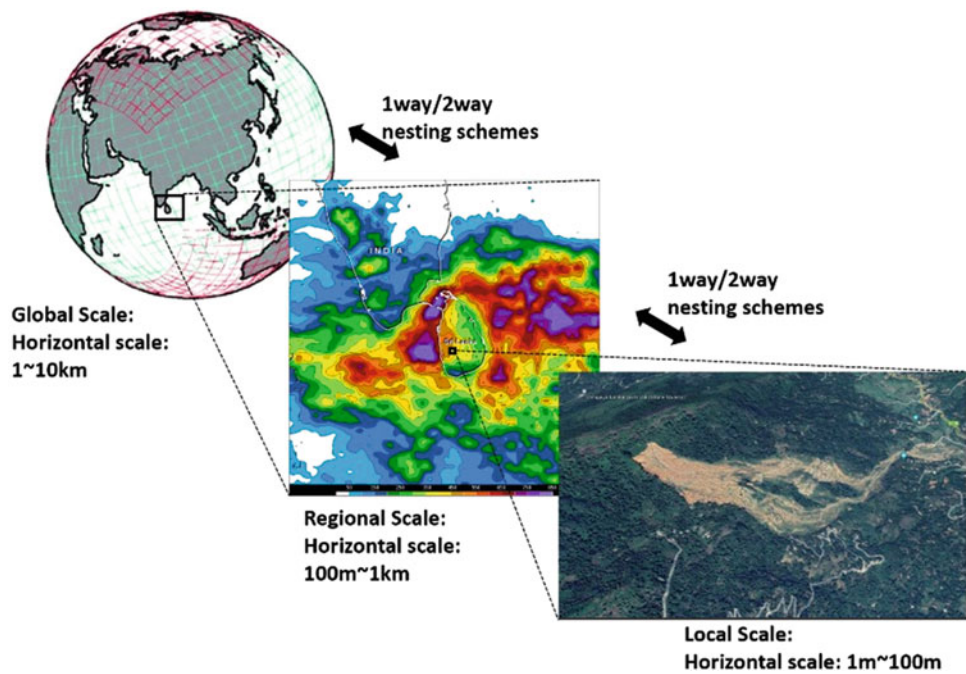 1way/2way
nesting schemes
Global Scale:
Horizontal scale:
1~10km
INDIA
1way/2way
nesting schemes
Regional Scale:
Horizontal scale:
100m~1km
Local Scale:
Horizontal scale: 1m~100m